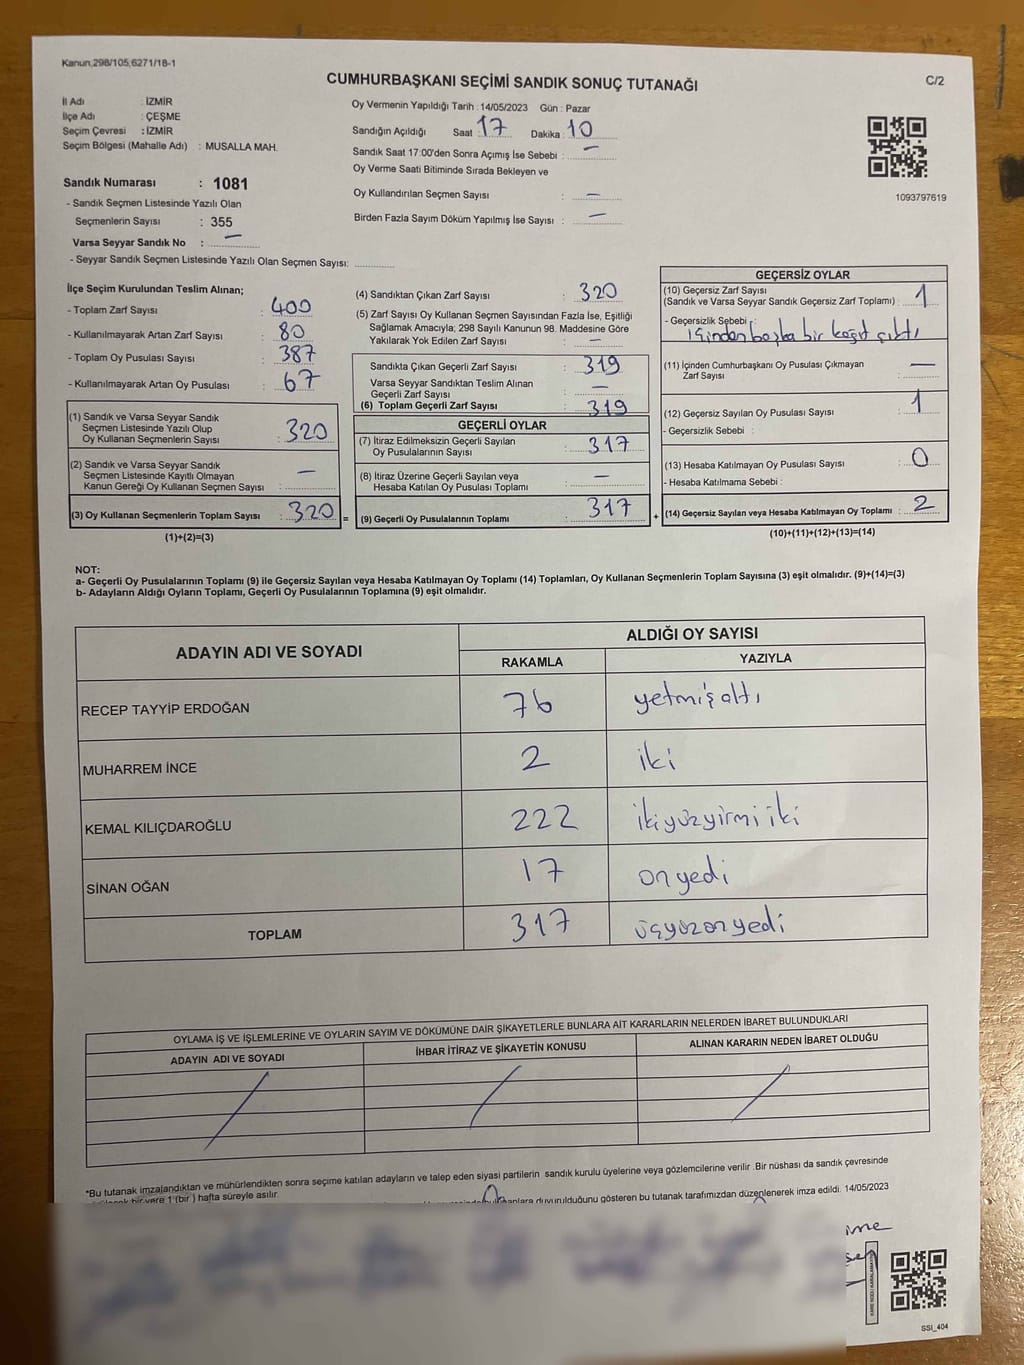 Kanun,298/105;6271/18-1
CUMHURBAŞKANI SEÇİMİ SANDIK SONUÇ TUTANAĞI
C/2
İl Adı : İZMİR
İlçe Adı : ÇEŞME
Seçim Çevresi : İZMİR
Seçim Bölgesi (Mahalle Adı) : MUSALLA MAH.
Sandık Numarası : 1081
- Sandık Seçmen Listesinde Yazılı Olan
Seçmenlerin Sayısı : 355
Varsa Seyyar Sandık No : —
- Seyyar Sandık Seçmen Listesinde Yazılı Olan Seçmen Sayısı:
Oy Vermenin Yapıldığı Tarih : 14/05/2023 Gün : Pazar
Sandığın Açıldığı Saat : 17 Dakika : 10
Sandık Saat 17:00'den Sonra Açımış İse Sebebi : —
Oy Verme Saati Bitiminde Sırada Bekleyen ve
Oy Kullandırılan Seçmen Sayısı : —
Birden Fazla Sayım Döküm Yapılmış İse Sayısı : —
1093797619
İlçe Seçim Kurulundan Teslim Alınan;
- Toplam Zarf Sayısı : 400
- Kullanılmayarak Artan Zarf Sayısı : 80
- Toplam Oy Pusulası Sayısı : 387
- Kullanılmayarak Artan Oy Pusulası : 67
(1) Sandık ve Varsa Seyyar Sandık
Seçmen Listesinde Yazılı Olup
Oy Kullanan Seçmenlerin Sayısı : 320
(2) Sandık ve Varsa Seyyar Sandık
Seçmen Listesinde Kayıtlı Olmayan
Kanun Gereği Oy Kullanan Seçmen Sayısı : —
(3) Oy Kullanan Seçmenlerin Toplam Sayısı : 320 =
(1)+(2)=(3)
(4) Sandıktan Çıkan Zarf Sayısı : 320
(5) Zarf Sayısı Oy Kullanan Seçmen Sayısından Fazla İse, Eşitliği
Sağlamak Amacıyla; 298 Sayılı Kanunun 98. Maddesine Göre
Yakılarak Yok Edilen Zarf Sayısı : —
Sandıkta Çıkan Geçerli Zarf Sayısı : 319
Varsa Seyyar Sandıktan Teslim Alınan
Geçerli Zarf Sayısı : —
(6) Toplam Geçerli Zarf Sayısı : 319
GEÇERLİ OYLAR
(7) İtiraz Edilmeksizin Geçerli Sayılan
Oy Pusulalarının Sayısı : 317
(8) İtiraz Üzerine Geçerli Sayılan veya
Hesaba Katılan Oy Pusulası Toplamı : —
(9) Geçerli Oy Pusulalarının Toplamı : 317 +
GEÇERSİZ OYLAR
(10) Geçersiz Zarf Sayısı
(Sandık ve Varsa Seyyar Sandık Geçersiz Zarf Toplamı) : 1
- Geçersizlik Sebebi :
içinden başka bir kağıt çıktı
(11) İçinden Cumhurbaşkanı Oy Pusulası Çıkmayan
Zarf Sayısı : —
(12) Geçersiz Sayılan Oy Pusulası Sayısı : 1
- Geçersizlik Sebebi :
(13) Hesaba Katılmayan Oy Pusulası Sayısı : 0
- Hesaba Katılmama Sebebi :
(14) Geçersiz Sayılan veya Hesaba Katılmayan Oy Toplamı : 2
(10)+(11)+(12)+(13)=(14)
NOT:
a- Geçerli Oy Pusulalarının Toplamı (9) ile Geçersiz Sayılan veya Hesaba Katılmayan Oy Toplamı (14) Toplamları, Oy Kullanan Seçmenlerin Toplam Sayısına (3) eşit olmalıdır. (9)+(14)=(3)
b- Adayların Aldığı Oyların Toplamı, Geçerli Oy Pusulalarının Toplamına (9) eşit olmalıdır.
ADAYIN ADI VE SOYADI
ALDIĞI OY SAYISI
RAKAMLA YAZIYLA
RECEP TAYYİP ERDOĞAN 76 yetmişaltı
MUHARREM İNCE 2 iki
KEMAL KILIÇDAROĞLU 222 ikiyüzyirmiiki
SİNAN OĞAN 17 onyedi
TOPLAM 317 üçyüzonyedi
OYLAMA İŞ VE İŞLEMLERİNE VE OYLARIN SAYIM VE DÖKÜMÜNE DAİR ŞİKAYETLERLE BUNLARA AİT KARARLARIN NELERDEN İBARET BULUNDUKLARI
ADAYIN ADI VE SOYADI İHBAR İTİRAZ VE ŞİKAYETİN KONUSU ALINAN KARARIN NEDEN İBARET OLDUĞU
*Bu tutanak imzalandıktan ve mühürlendikten sonra seçime katılan adayların ve talep eden siyasi partilerin sandık kurulu üyelerine veya gözlemcilerine verilir .Bir nüshası da sandık çevresinde
bir yere 1 (bir ) hafta süreyle asılır.
duyurulduğunu gösteren bu tutanak tarafımızdan düzenlenerek imza edildi. 14/05/2023
SSI_404